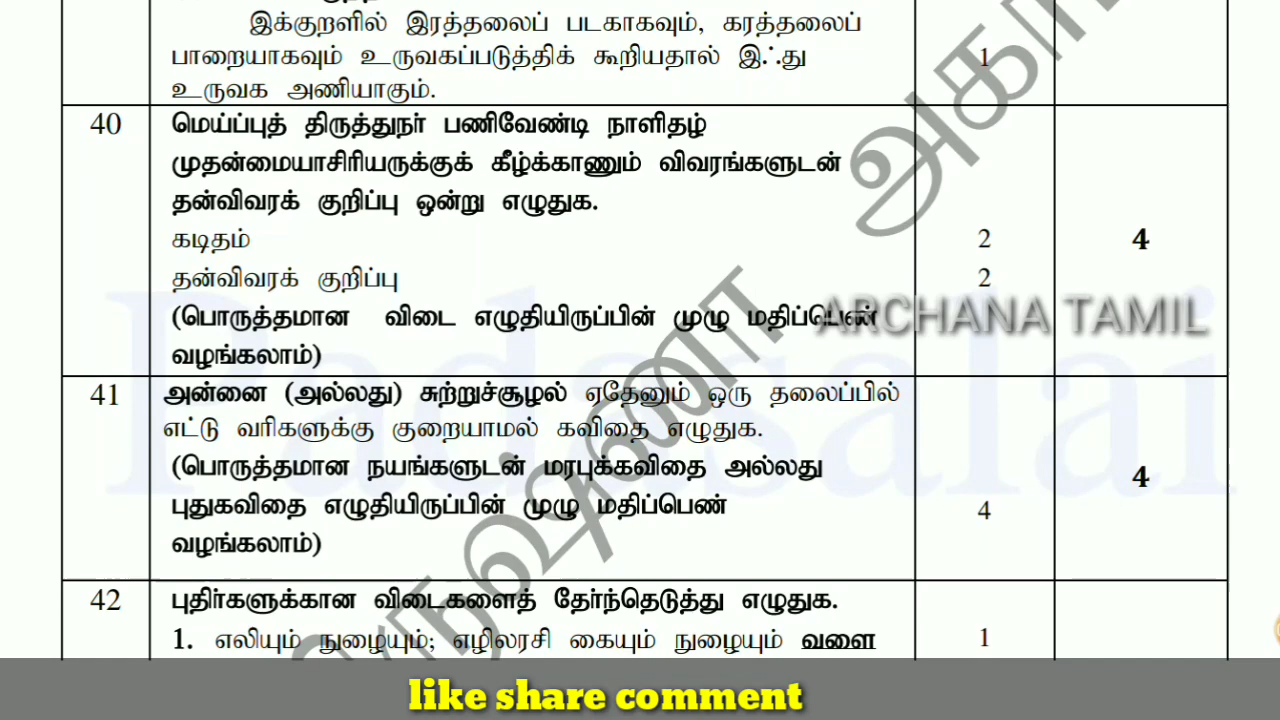 இக்குறளில் இரத்தலைப் படகாகவும், கரத்தலைப்
பாறையாகவும் உருவகப்படுத்திக் கூறியதால் இஃது
உருவக அணியாகும்.
1
40
மெய்ப்புத் திருத்துநர் பணிவேண்டி நாளிதழ்
முதன்மையாசிரியருக்குக் கீழ்க்காணும் விவரங்களுடன்
தன்விவரக் குறிப்பு ஒன்று எழுதுக.
கடிதம் 2 4
தன்விவரக் குறிப்பு 2
(பொருத்தமான விடை எழுதியிருப்பின் முழு மதிப்பெண்
வழங்கலாம்)
ARCHANA TAMIL
Padasalai
41
அன்னை (அல்லது) சுற்றுச்சூழல் ஏதேனும் ஒரு தலைப்பில்
எட்டு வரிகளுக்கு குறையாமல் கவிதை எழுதுக.
(பொருத்தமான நயங்களுடன் மரபுக்கவிதை அல்லது
புதுகவிதை எழுதியிருப்பின் முழு மதிப்பெண்
வழங்கலாம்)
4 4
42
புதிர்களுக்கான விடைகளைத் தேர்ந்தெடுத்து எழுதுக.
1. எலியும் நுழையும்; எழிலரசி கையும் நுழையும் வளை 1
like share comment